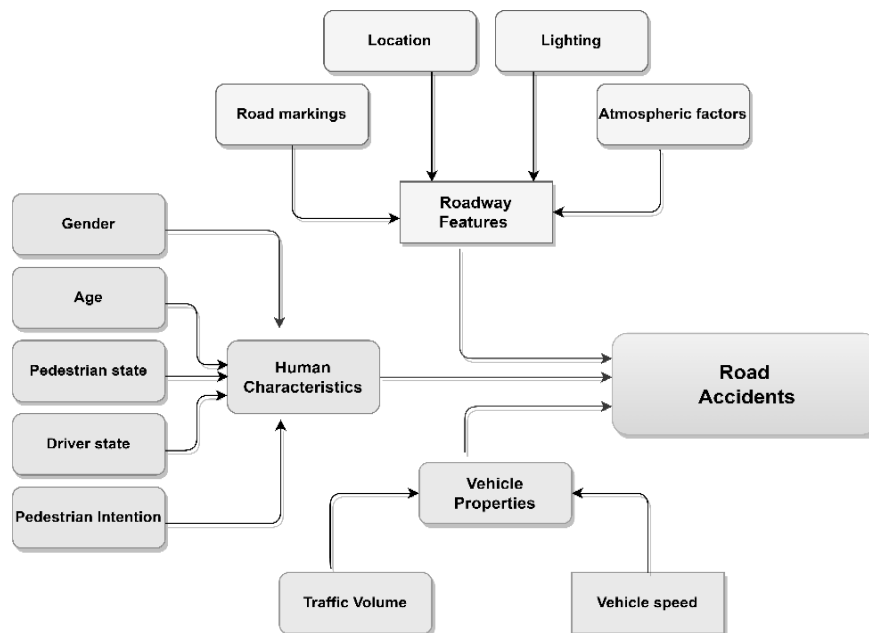 Location
Lighting
Road markings
Atmospheric factors
Roadway
Features
Gender
Age
Pedestrian state
Driver state
Pedestrian Intention
Human
Characteristics
Road
Accidents
Vehicle
Properties
Traffic Volume
Vehicle speed